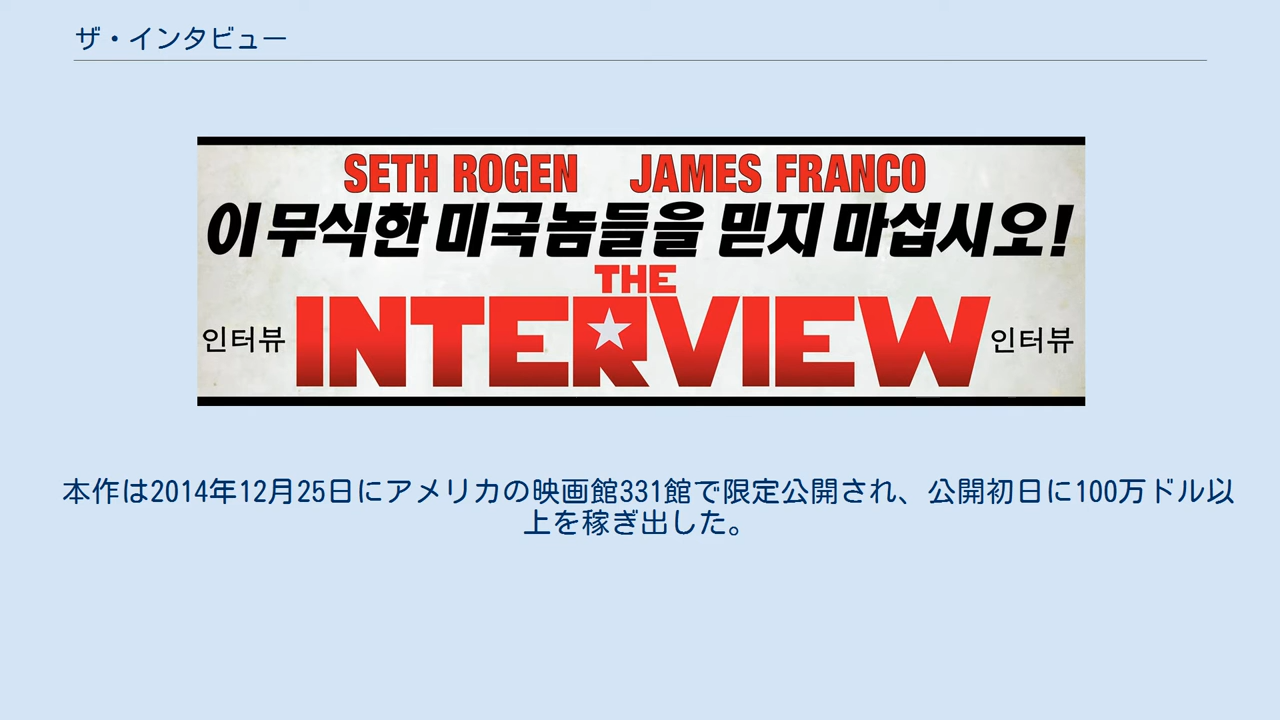 ザ・インタビュー
SETH ROGEN JAMES FRANCO
이 무식한 미국놈들을 믿지 마십시오!
THE
인터뷰 INTERVIEW 인터뷰
本作は2014年12月25日にアメリカの映画館331館で限定公開され、公開初日に100万ドル以
上を稼ぎ出した。